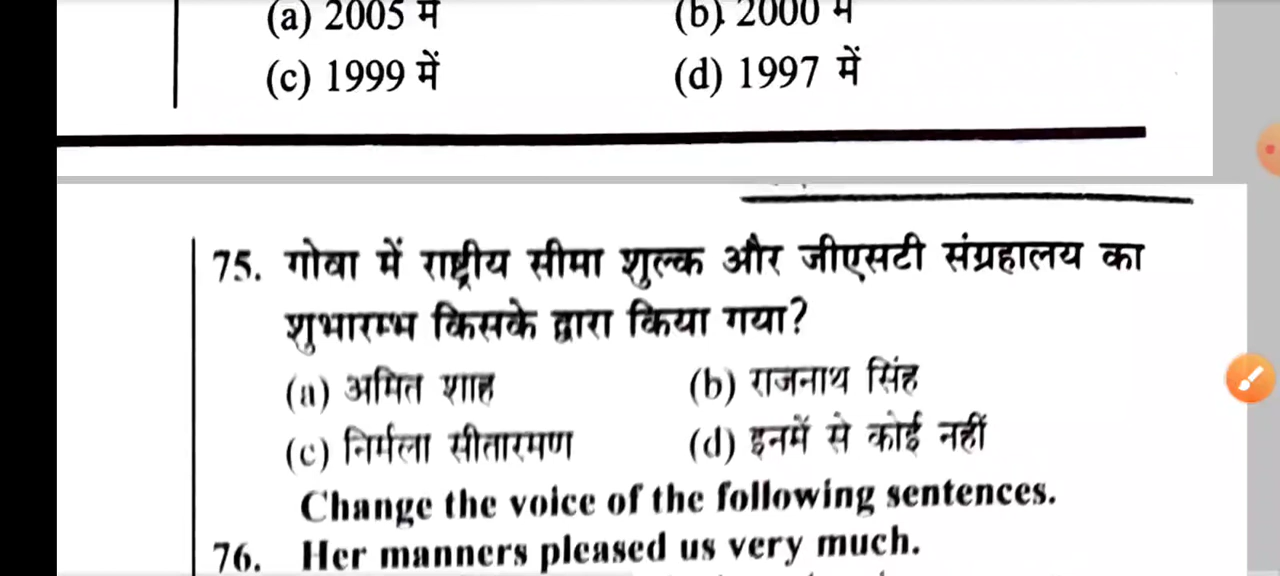 (a) 2005 में (b) 2000 में
(c) 1999 में (d) 1997 में
75. गोवा में राष्ट्रीय सीमा शुल्क और जीएसटी संग्रहालय का
शुभारम्भ किसके द्वारा किया गया?
(a) अमित शाह (b) राजनाथ सिंह
(c) निर्मला सीतारमण (d) इनमें से कोई नहीं
Change the voice of the following sentences.
76. Her manners pleased us very much.